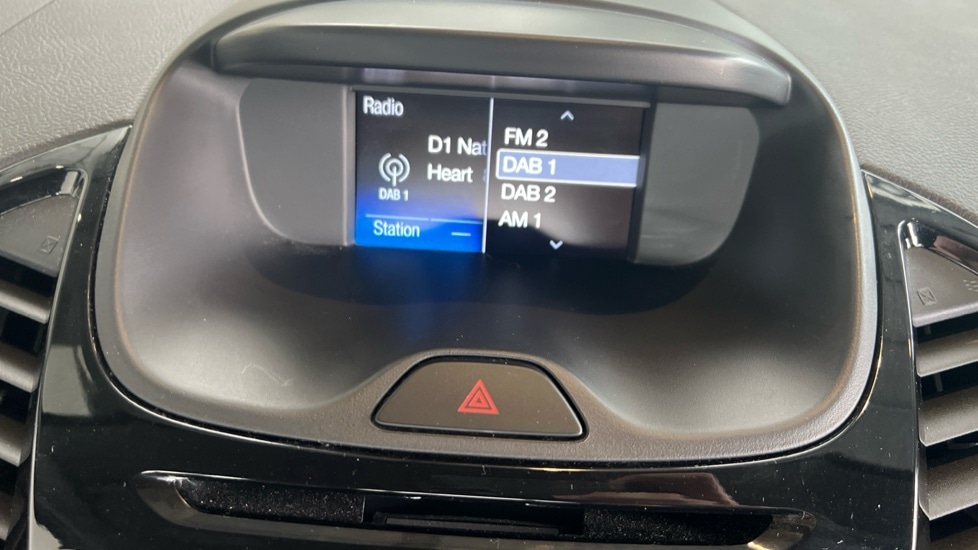 Radio
D1 Nat
Heart
DAB 1
Station
FM 2
DAB 1
DAB 2
AM 1